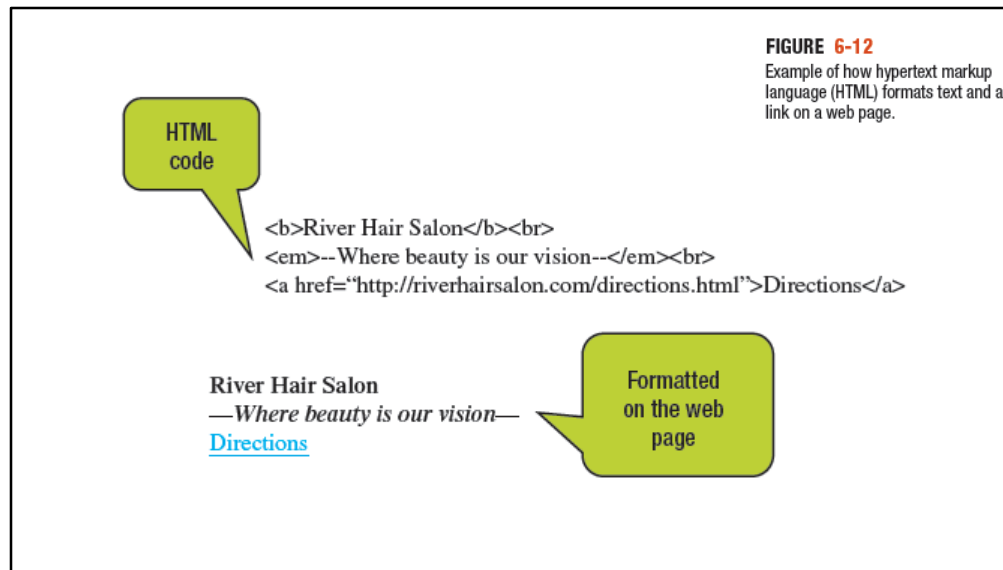 FIGURE 6-12
Example of how hypertext markup
language (HTML) formats text and a
link on a web page.
HTML
code
<b>River Hair Salon</b><br>
<em>--Where beauty is our vision--</em><br>
<a href=“http://riverhairsalon.com/directions.html”>Directions</a>
River Hair Salon
—Where beauty is our vision—
Directions
Formatted
on the web
page